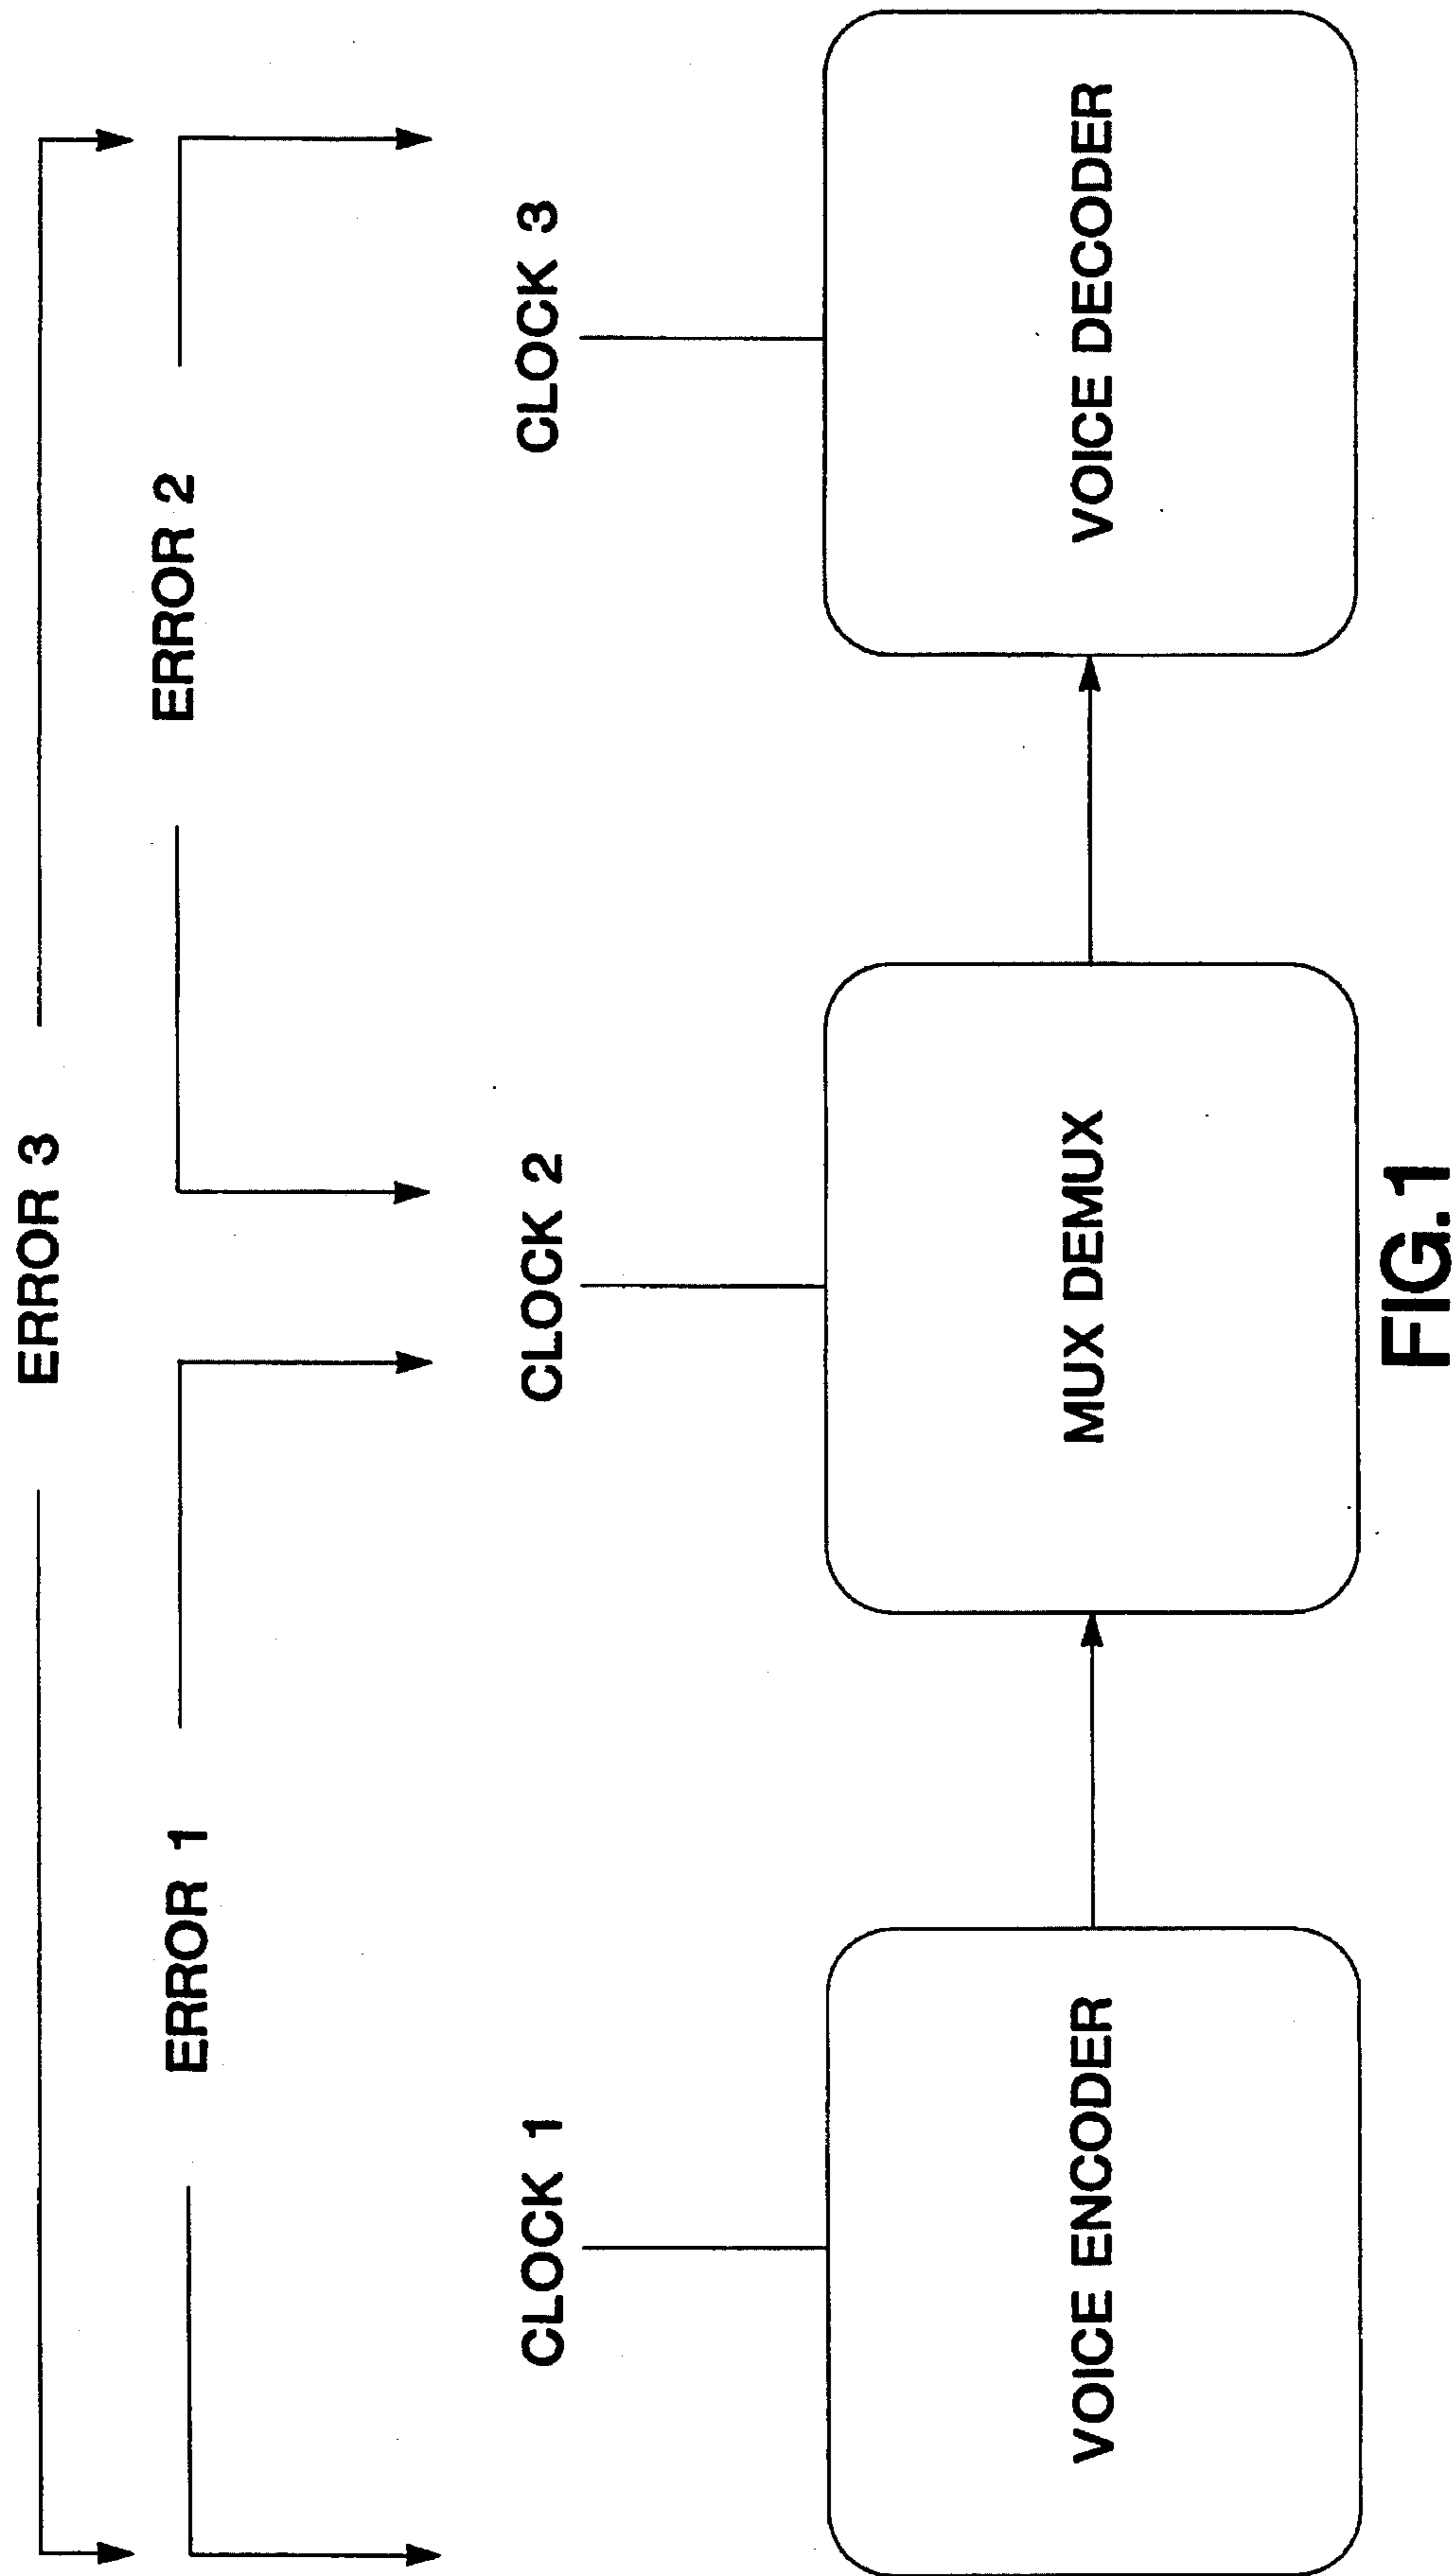 ERROR 3
ERROR 1
ERROR 2
CLOCK 1
CLOCK 2
CLOCK 3
VOICE ENCODER
MUX DEMUX
VOICE DECODER
FIG.1